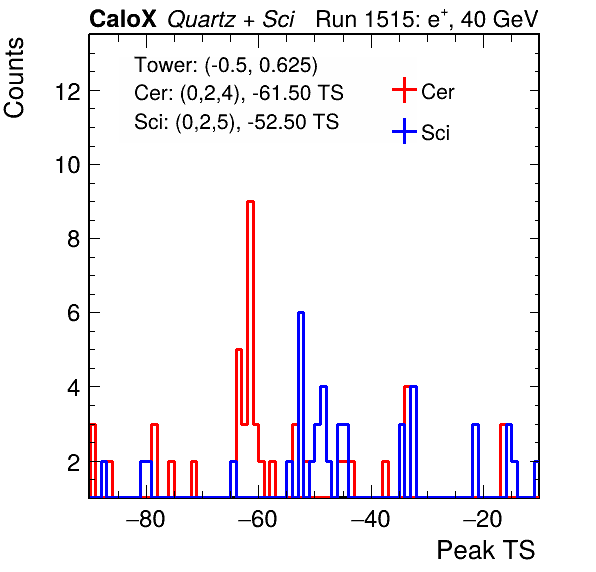 CaloX Quartz + Sci Run 1515: e⁺, 40 GeV
Tower: (-0.5, 0.625)
Cer: (0,2,4), -61.50 TS
Sci: (0,2,5), -52.50 TS
Cer
Sci
Counts
12
10
8
6
4
2
−80 −60 −40 −20
Peak TS